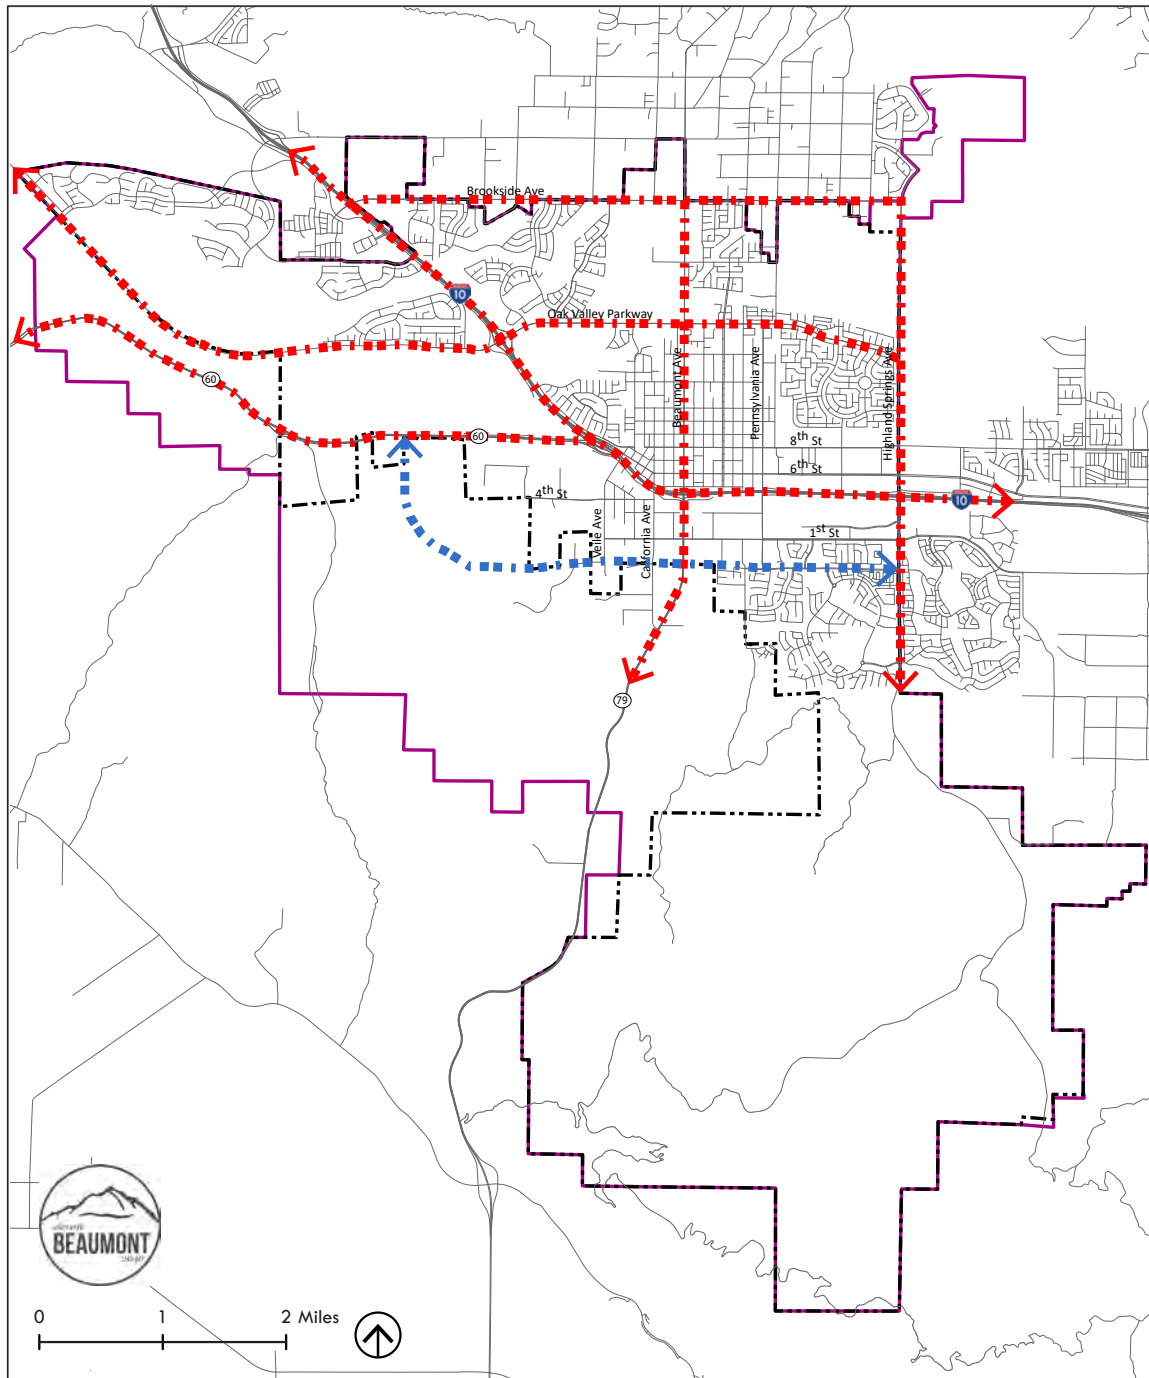 Brookside Ave
10
Oak Valley Parkway
Beaumont Ave
Pennsylvania Ave
Highland Springs Ave
60
60
8th St
6th St
4th St
10
1st St
Veile Ave
California Ave
79
BEAUMONT
0 1 2 Miles